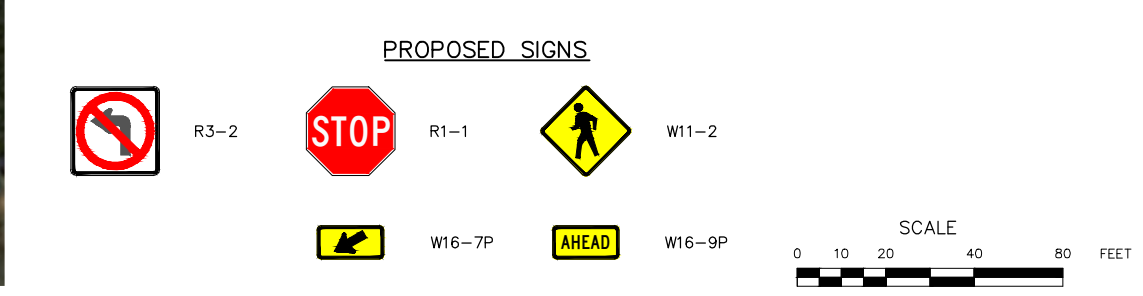 PROPOSED SIGNS
R3-2
STOP
R1-1
W11-2
W16-7P
AHEAD
W16-9P
SCALE
0 10 20 40 80 FEET